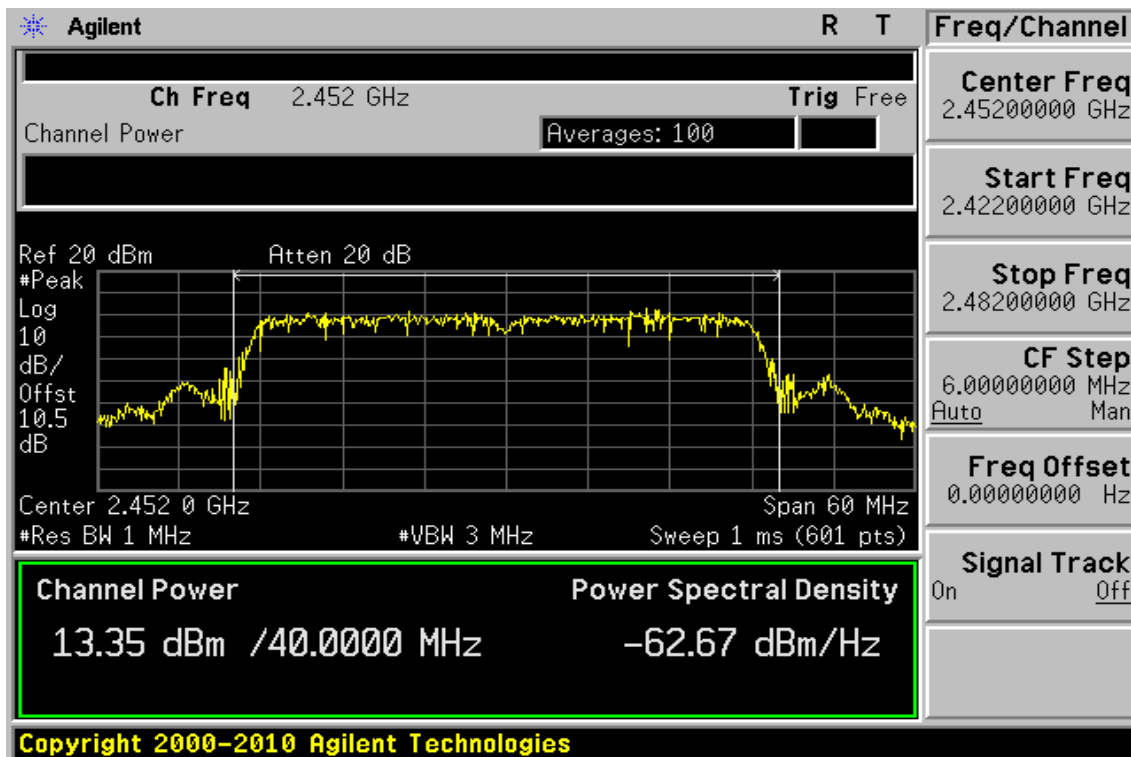 Agilent R T
Ch Freq 2.452 GHz Trig Free
Channel Power Averages: 100
Ref 20 dBm Atten 20 dB
#Peak
Log
10
dB/
Offst
10.5
dB
Center 2.452 0 GHz Span 60 MHz
#Res BW 1 MHz #VBW 3 MHz Sweep 1 ms (601 pts)
Channel Power Power Spectral Density
13.35 dBm /40.0000 MHz -62.67 dBm/Hz
Copyright 2000-2010 Agilent Technologies
Freq/Channel
Center Freq
2.45200000 GHz
Start Freq
2.42200000 GHz
Stop Freq
2.48200000 GHz
CF Step
6.00000000 MHz
Auto Man
Freq Offset
0.00000000 Hz
Signal Track
On Off